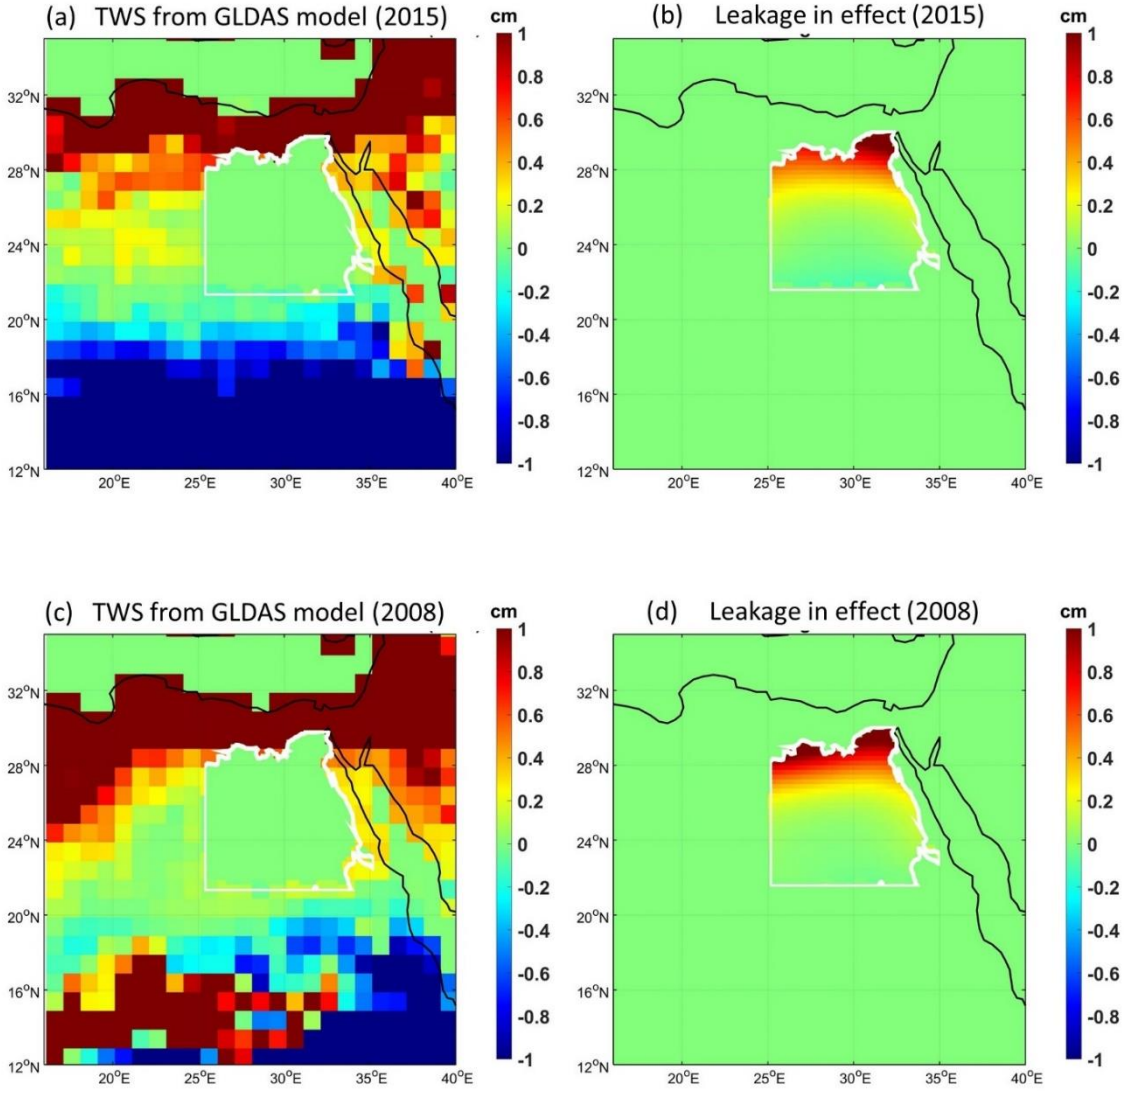 (a) TWS from GLDAS model (2015) cm
(b) Leakage in effect (2015) cm
32°N
28°N
24°N
20°N
16°N
12°N
20°E 25°E 30°E 35°E 40°E
1
0.8
0.6
0.4
0.2
0
-0.2
-0.4
-0.6
-0.8
-1
32°N
28°N
24°N
20°N
16°N
12°N
20°E 25°E 30°E 35°E 40°E
1
0.8
0.6
0.4
0.2
0
-0.2
-0.4
-0.6
-0.8
-1
(c) TWS from GLDAS model (2008) cm
(d) Leakage in effect (2008) cm
32°N
28°N
24°N
20°N
16°N
12°N
20°E 25°E 30°E 35°E 40°E
1
0.8
0.6
0.4
0.2
0
-0.2
-0.4
-0.6
-0.8
-1
32°N
28°N
24°N
20°N
16°N
12°N
20°E 25°E 30°E 35°E 40°E
1
0.8
0.6
0.4
0.2
0
-0.2
-0.4
-0.6
-0.8
-1